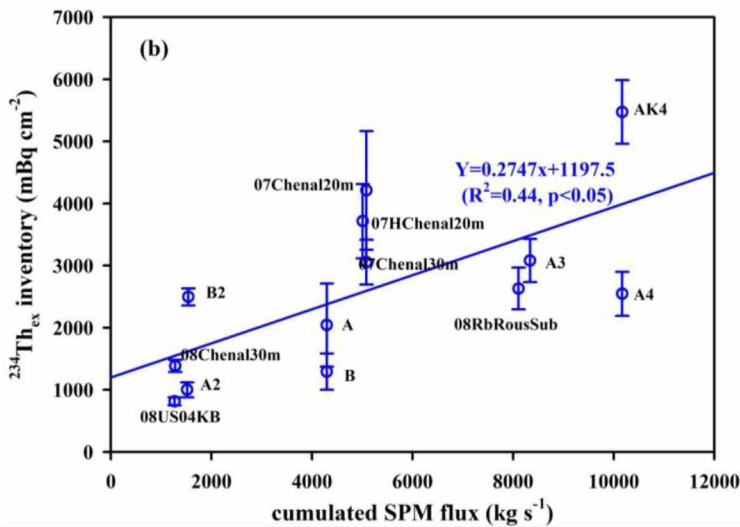 7000
(b)
6000
AK4
5000
Y=0.2747x+1197.5
07Chenal20m
(R²=0.44, p<0.05)
4000
07HChenal20m
07Chenal30m
3000
A3
B2
A4
08RbRousSub
2000
A
08Chenal30m
B
1000
A2
08US04KB
0
0 2000 4000 6000 8000 10000 12000
cumulated SPM flux (kg s⁻¹)
²³⁴Thₑₓ inventory (mBq cm⁻²)